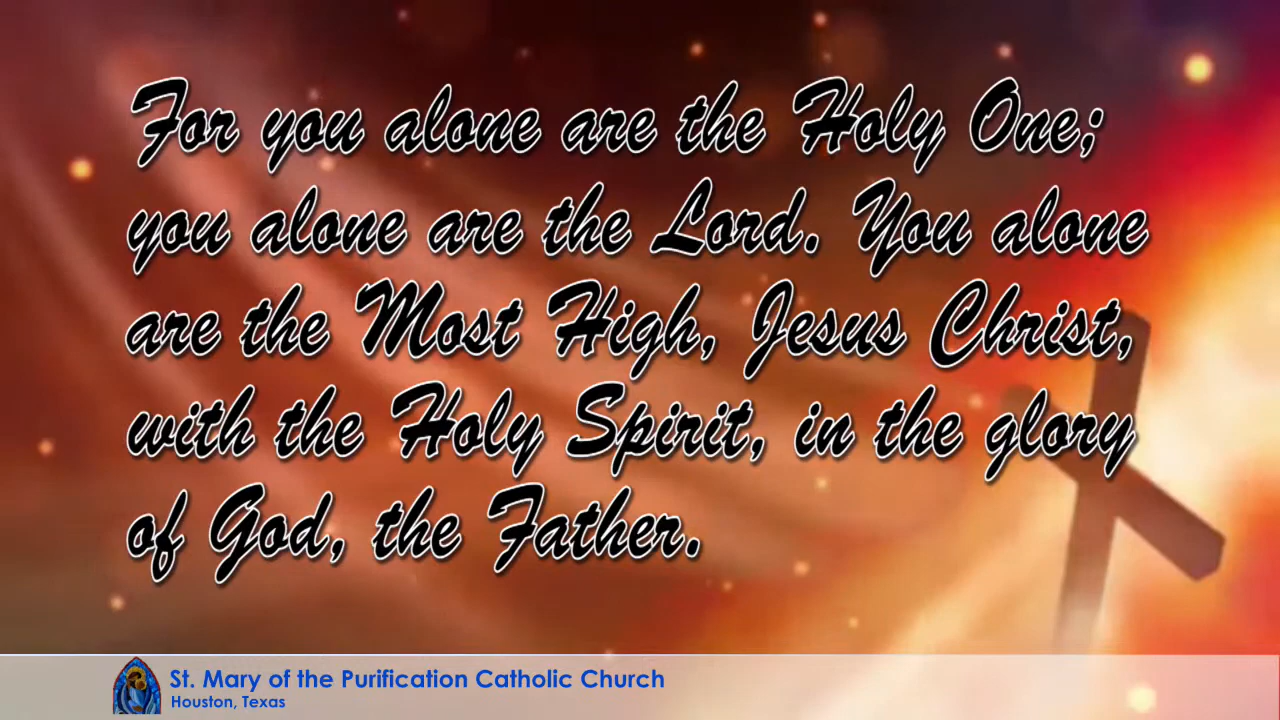 For you alone are the Holy One;
you alone are the Lord. You alone
are the Most High, Jesus Christ,
with the Holy Spirit, in the glory
of God, the Father.
St. Mary of the Purification Catholic Church
Houston, Texas